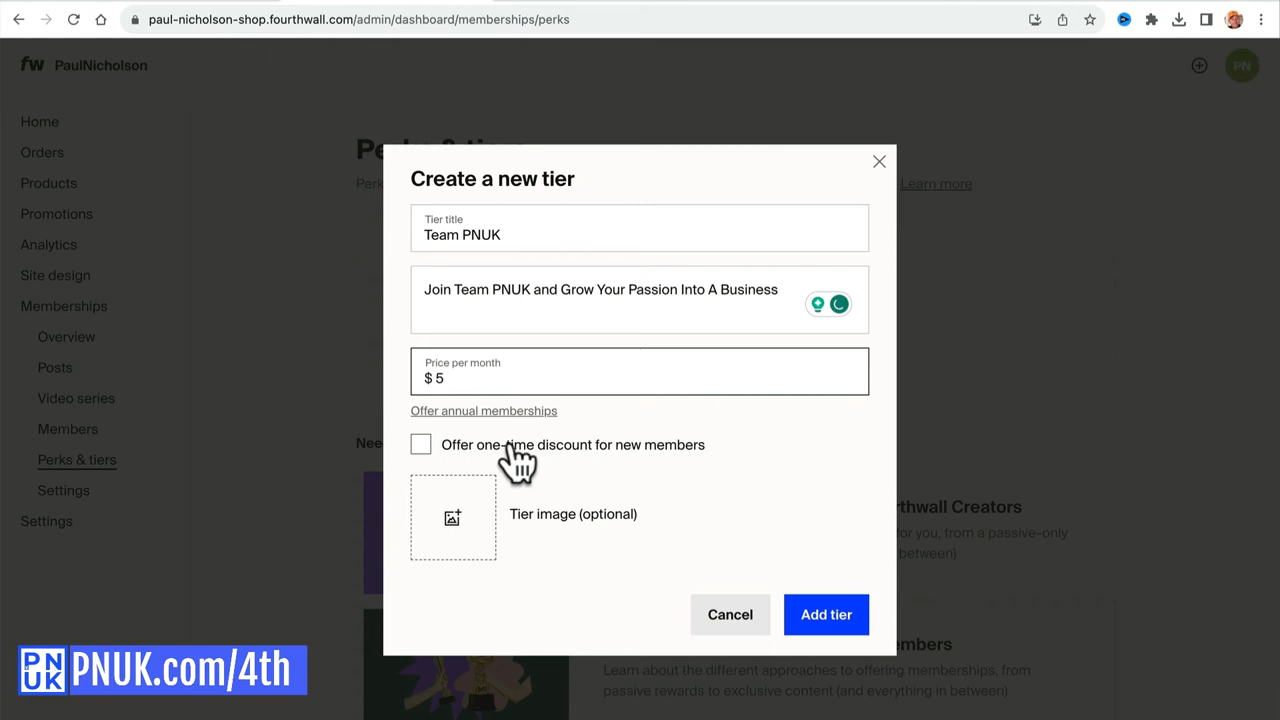 paul-nicholson-shop.fourthwall.com/admin/dashboard/memberships/perks
fw PaulNicholson
PN
Home
Orders
Products
Promotions
Analytics
Site design
Memberships
Overview
Posts
Video series
Members
Perks & tiers
Settings
Settings
Learn more
Create a new tier
Tier title
Team PNUK
Join Team PNUK and Grow Your Passion Into A Business
Price per month
$ 5
Offer annual memberships
Offer one-time discount for new members
Tier image (optional)
Cancel
Add tier
rthwall Creators
for you, from a passive-only
between)
embers
Learn about the different approaches to offering memberships, from
passive rewards to exclusive content (and everything in between)
PN
UK
PNUK.com/4th